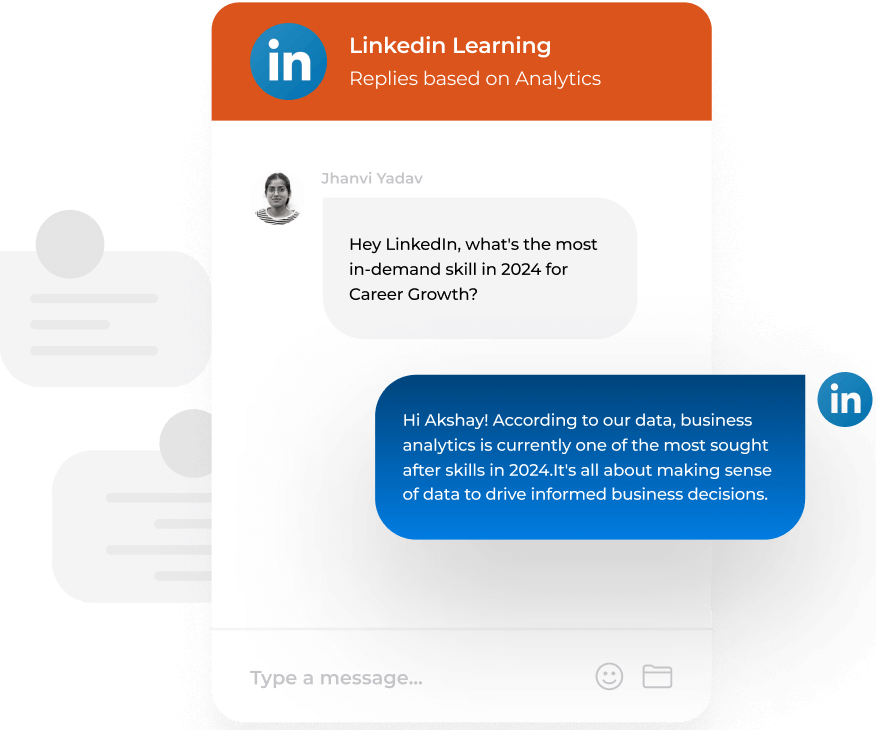 in
Linkedin Learning
Replies based on Analytics
Jhanvi Yadav
Hey LinkedIn, what's the most
in-demand skill in 2024 for
Career Growth?
in
Hi Akshay! According to our data, business
analytics is currently one of the most sought
after skills in 2024.It's all about making sense
of data to drive informed business decisions.
Type a message...